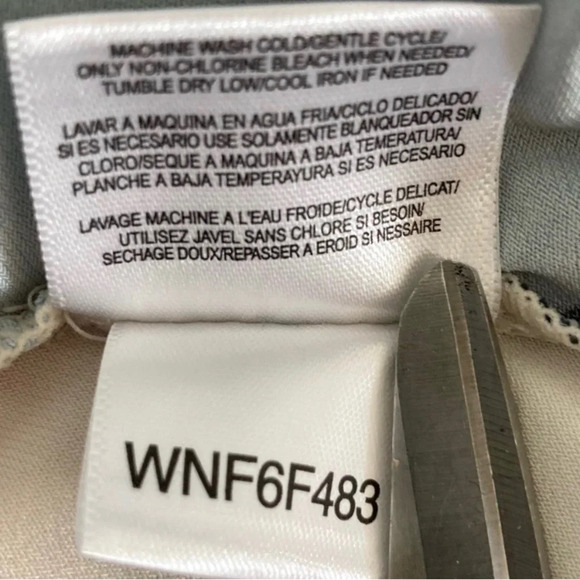 MACHINE WASH COLD/GENTLE CYCLE/
ONLY NON-CHLORINE BLEACH WHEN NEEDED/
TUMBLE DRY LOW/COOL IRON IF NEEDED
LAVAR A MAQUINA EN AGUA FRIA/CICLO DELICADO/
SI ES NECESARIO USE SOLAMENTE BLANQUEADOR SIN
CLORO/SEQUE A MAQUINA A BAJA TEMERATURA/
PLANCHE A BAJA TEMPERAYURA SI ES NECESARIO
LAVAGE MACHINE A L'EAU FROIDE/CYCLE DELICAT/
UTILISEZ JAVEL SANS CHLORE SI BESOIN/
SECHAGE DOUX/REPASSER A EROID SI NESSAIRE
WNF6F483